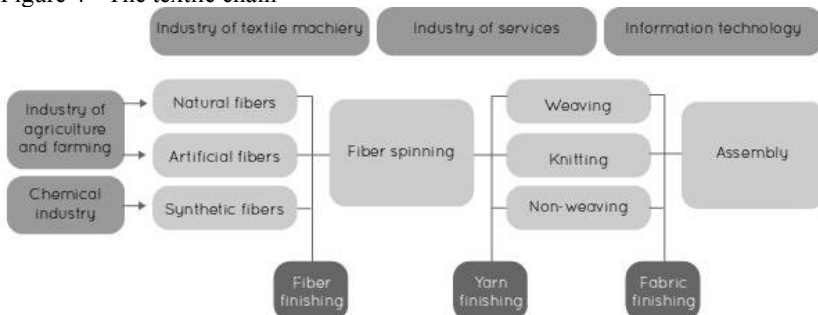 Figure 4 The textile chain
Industry of textile machiery
Industry of services
Information technology
Industry of
agriculture
and farming
Chemical
industry
Natural fibers
Artificial fibers
Synthetic fibers
Fiber spinning
Weaving
Knitting
Non-weaving
Assembly
Fiber
finishing
Yarn
finishing
Fabric
finishing